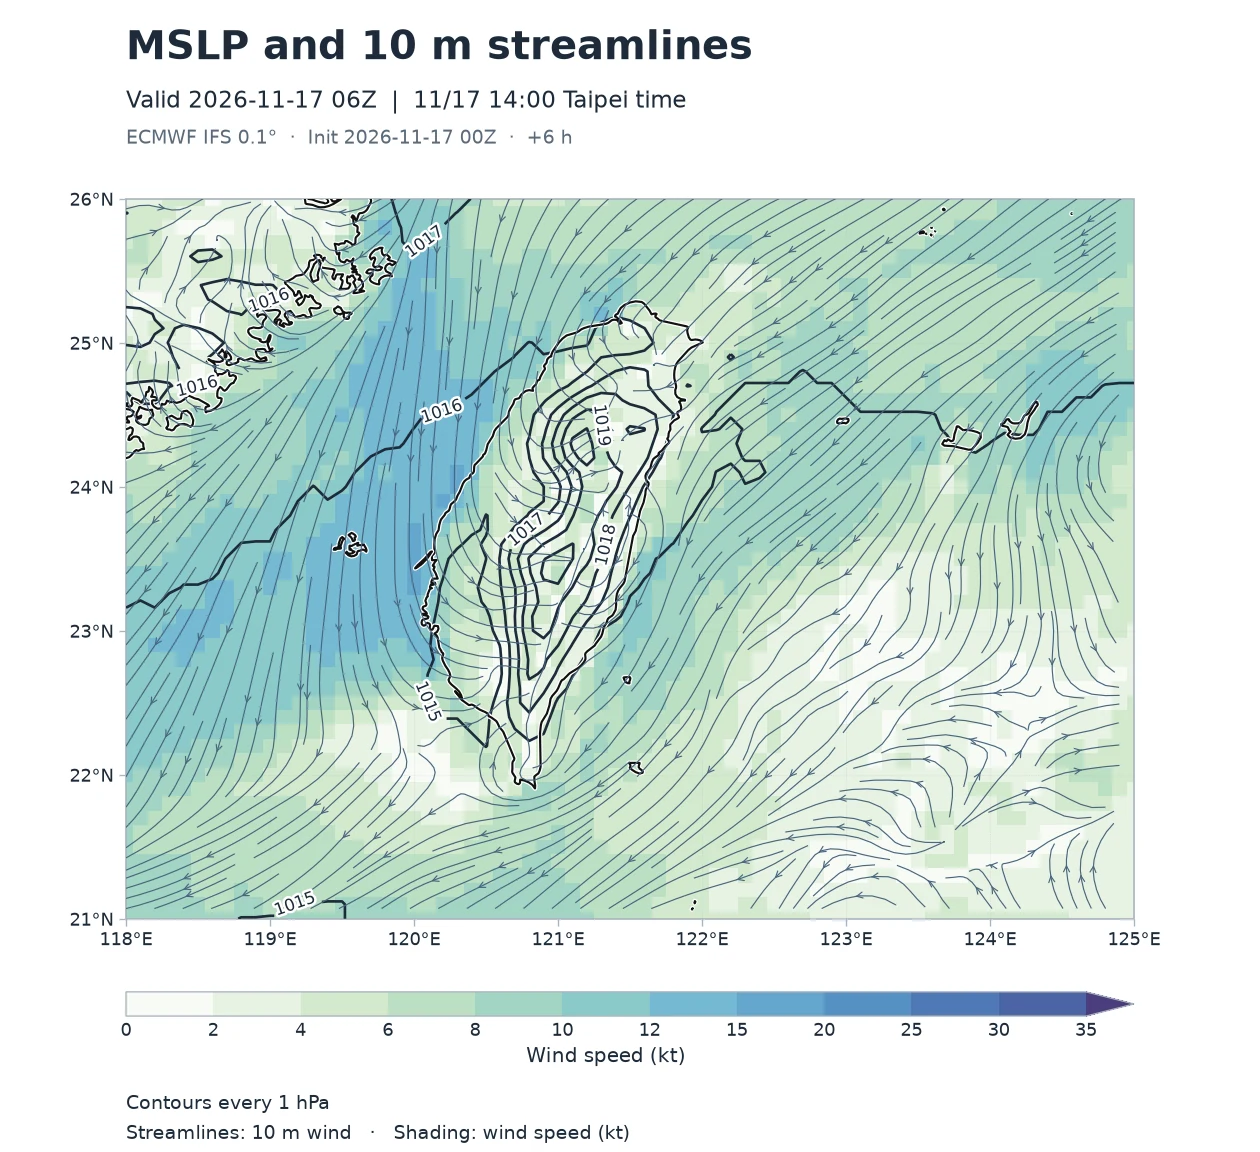 MSLP and 10 m streamlines
Valid 2026-11-17 06Z | 11/17 14:00 Taipei time
ECMWF IFS 0.1° · Init 2026-11-17 00Z · +6 h
26°N
25°N
24°N
23°N
22°N
21°N
1017
1016
1016
1016
1019
1017
1018
1015
1015
118°E 119°E 120°E 121°E 122°E 123°E 124°E 125°E
0 2 4 6 8 10 12 15 20 25 30 35
Wind speed (kt)
Contours every 1 hPa
Streamlines: 10 m wind · Shading: wind speed (kt)